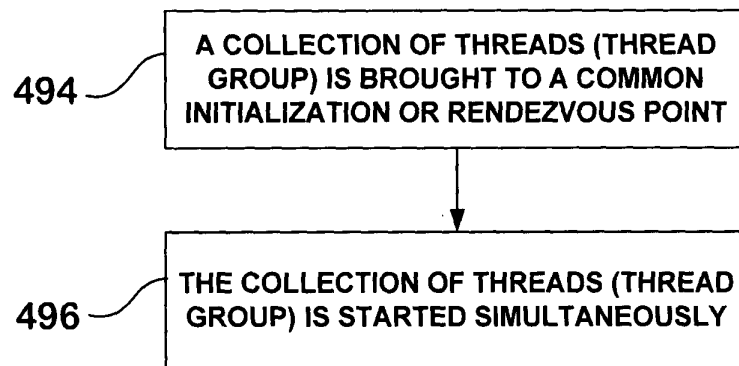 494
A COLLECTION OF THREADS (THREAD
GROUP) IS BROUGHT TO A COMMON
INITIALIZATION OR RENDEZVOUS POINT
496
THE COLLECTION OF THREADS (THREAD
GROUP) IS STARTED SIMULTANEOUSLY